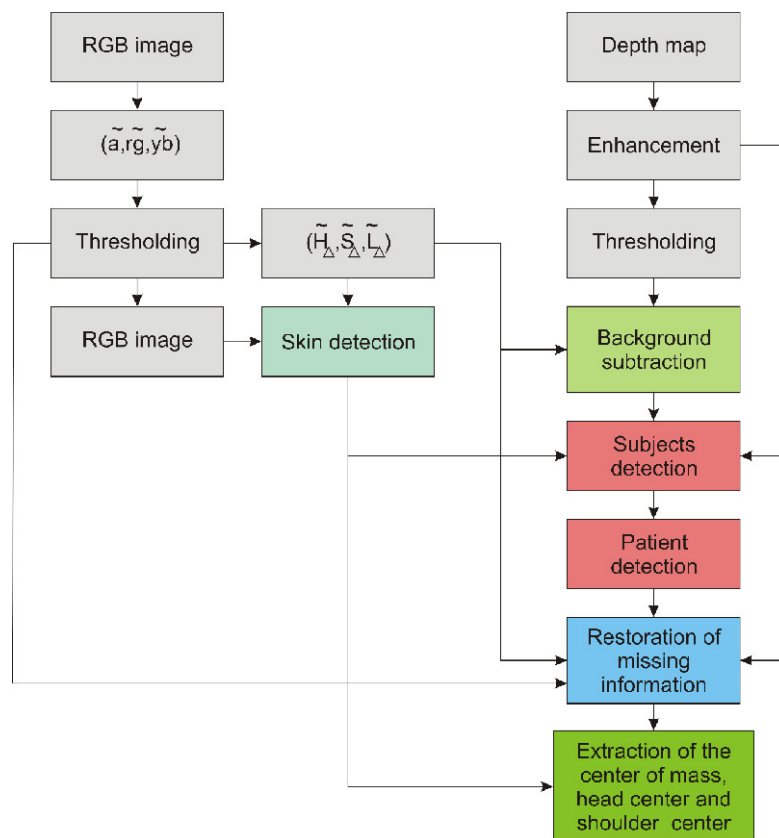 RGB image
Depth map
(ã,r̃g,ỹb)
Enhancement
Thresholding
(H̃△,S̃△,L̃△)
Thresholding
RGB image
Skin detection
Background
subtraction
Subjects
detection
Patient
detection
Restoration of
missing
information
Extraction of the
center of mass,
head center and
shoulder center